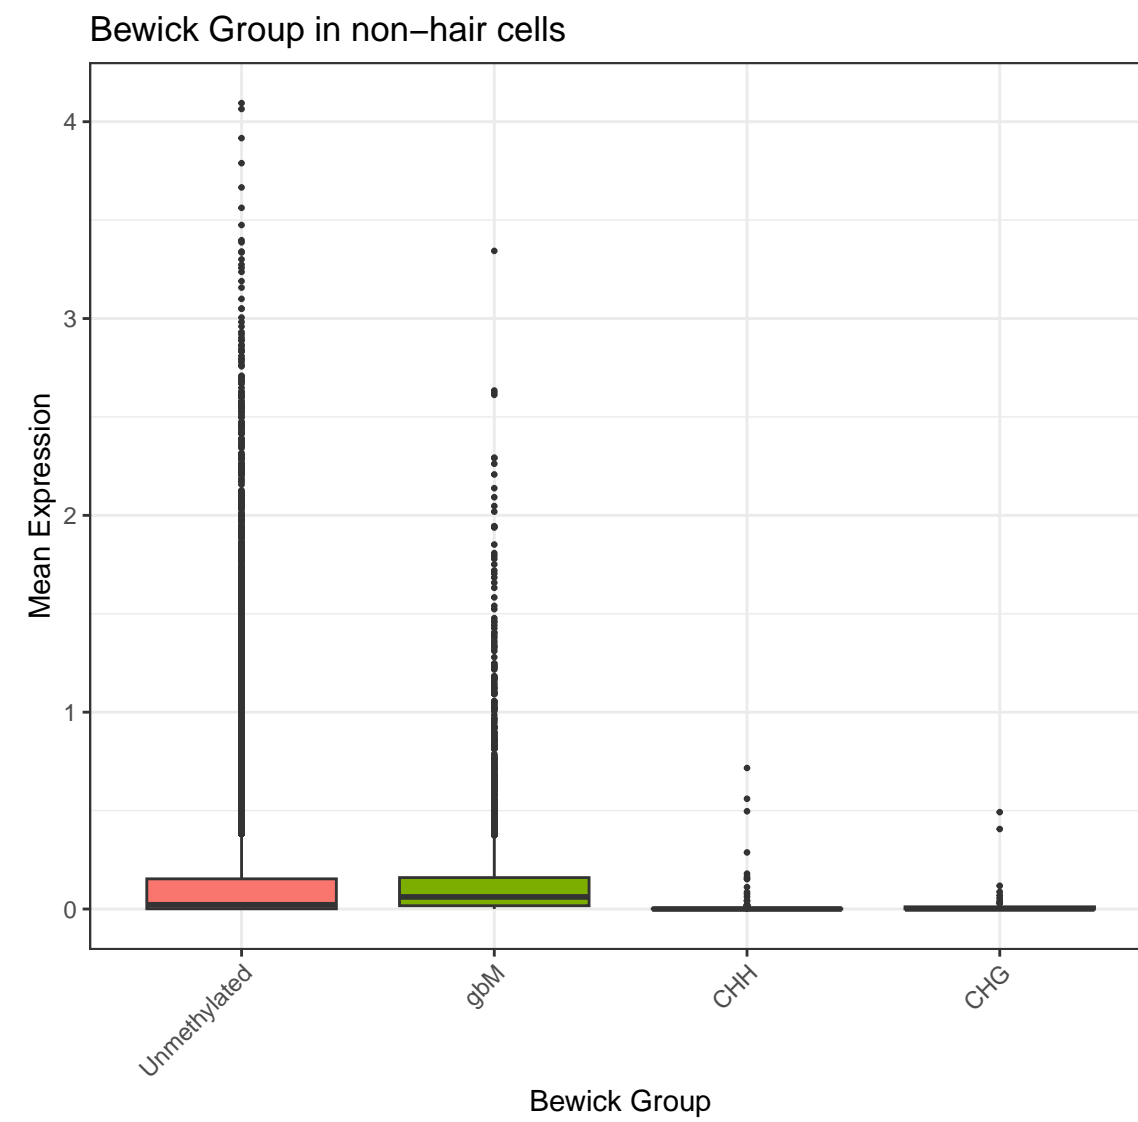 Bewick Group in non−hair cells
4
3
2
1
0
Mean Expression
Unmethylated
gbM
CHH
CHG
Bewick Group